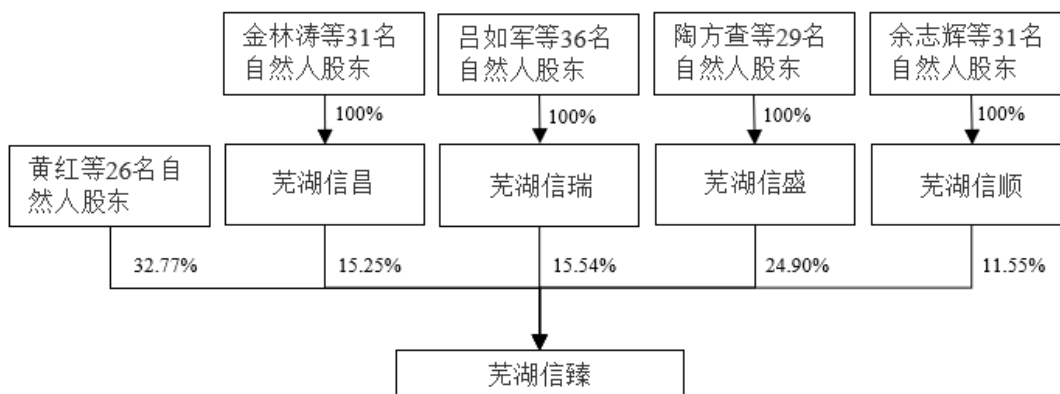 金林涛等31名
自然人股东
吕如军等36名
自然人股东
陶方查等29名
自然人股东
余志辉等31名
自然人股东
100%
100%
100%
100%
黄红等26名自
然人股东
芜湖信昌
芜湖信瑞
芜湖信盛
芜湖信顺
32.77%
15.25%
15.54%
24.90%
11.55%
芜湖信臻